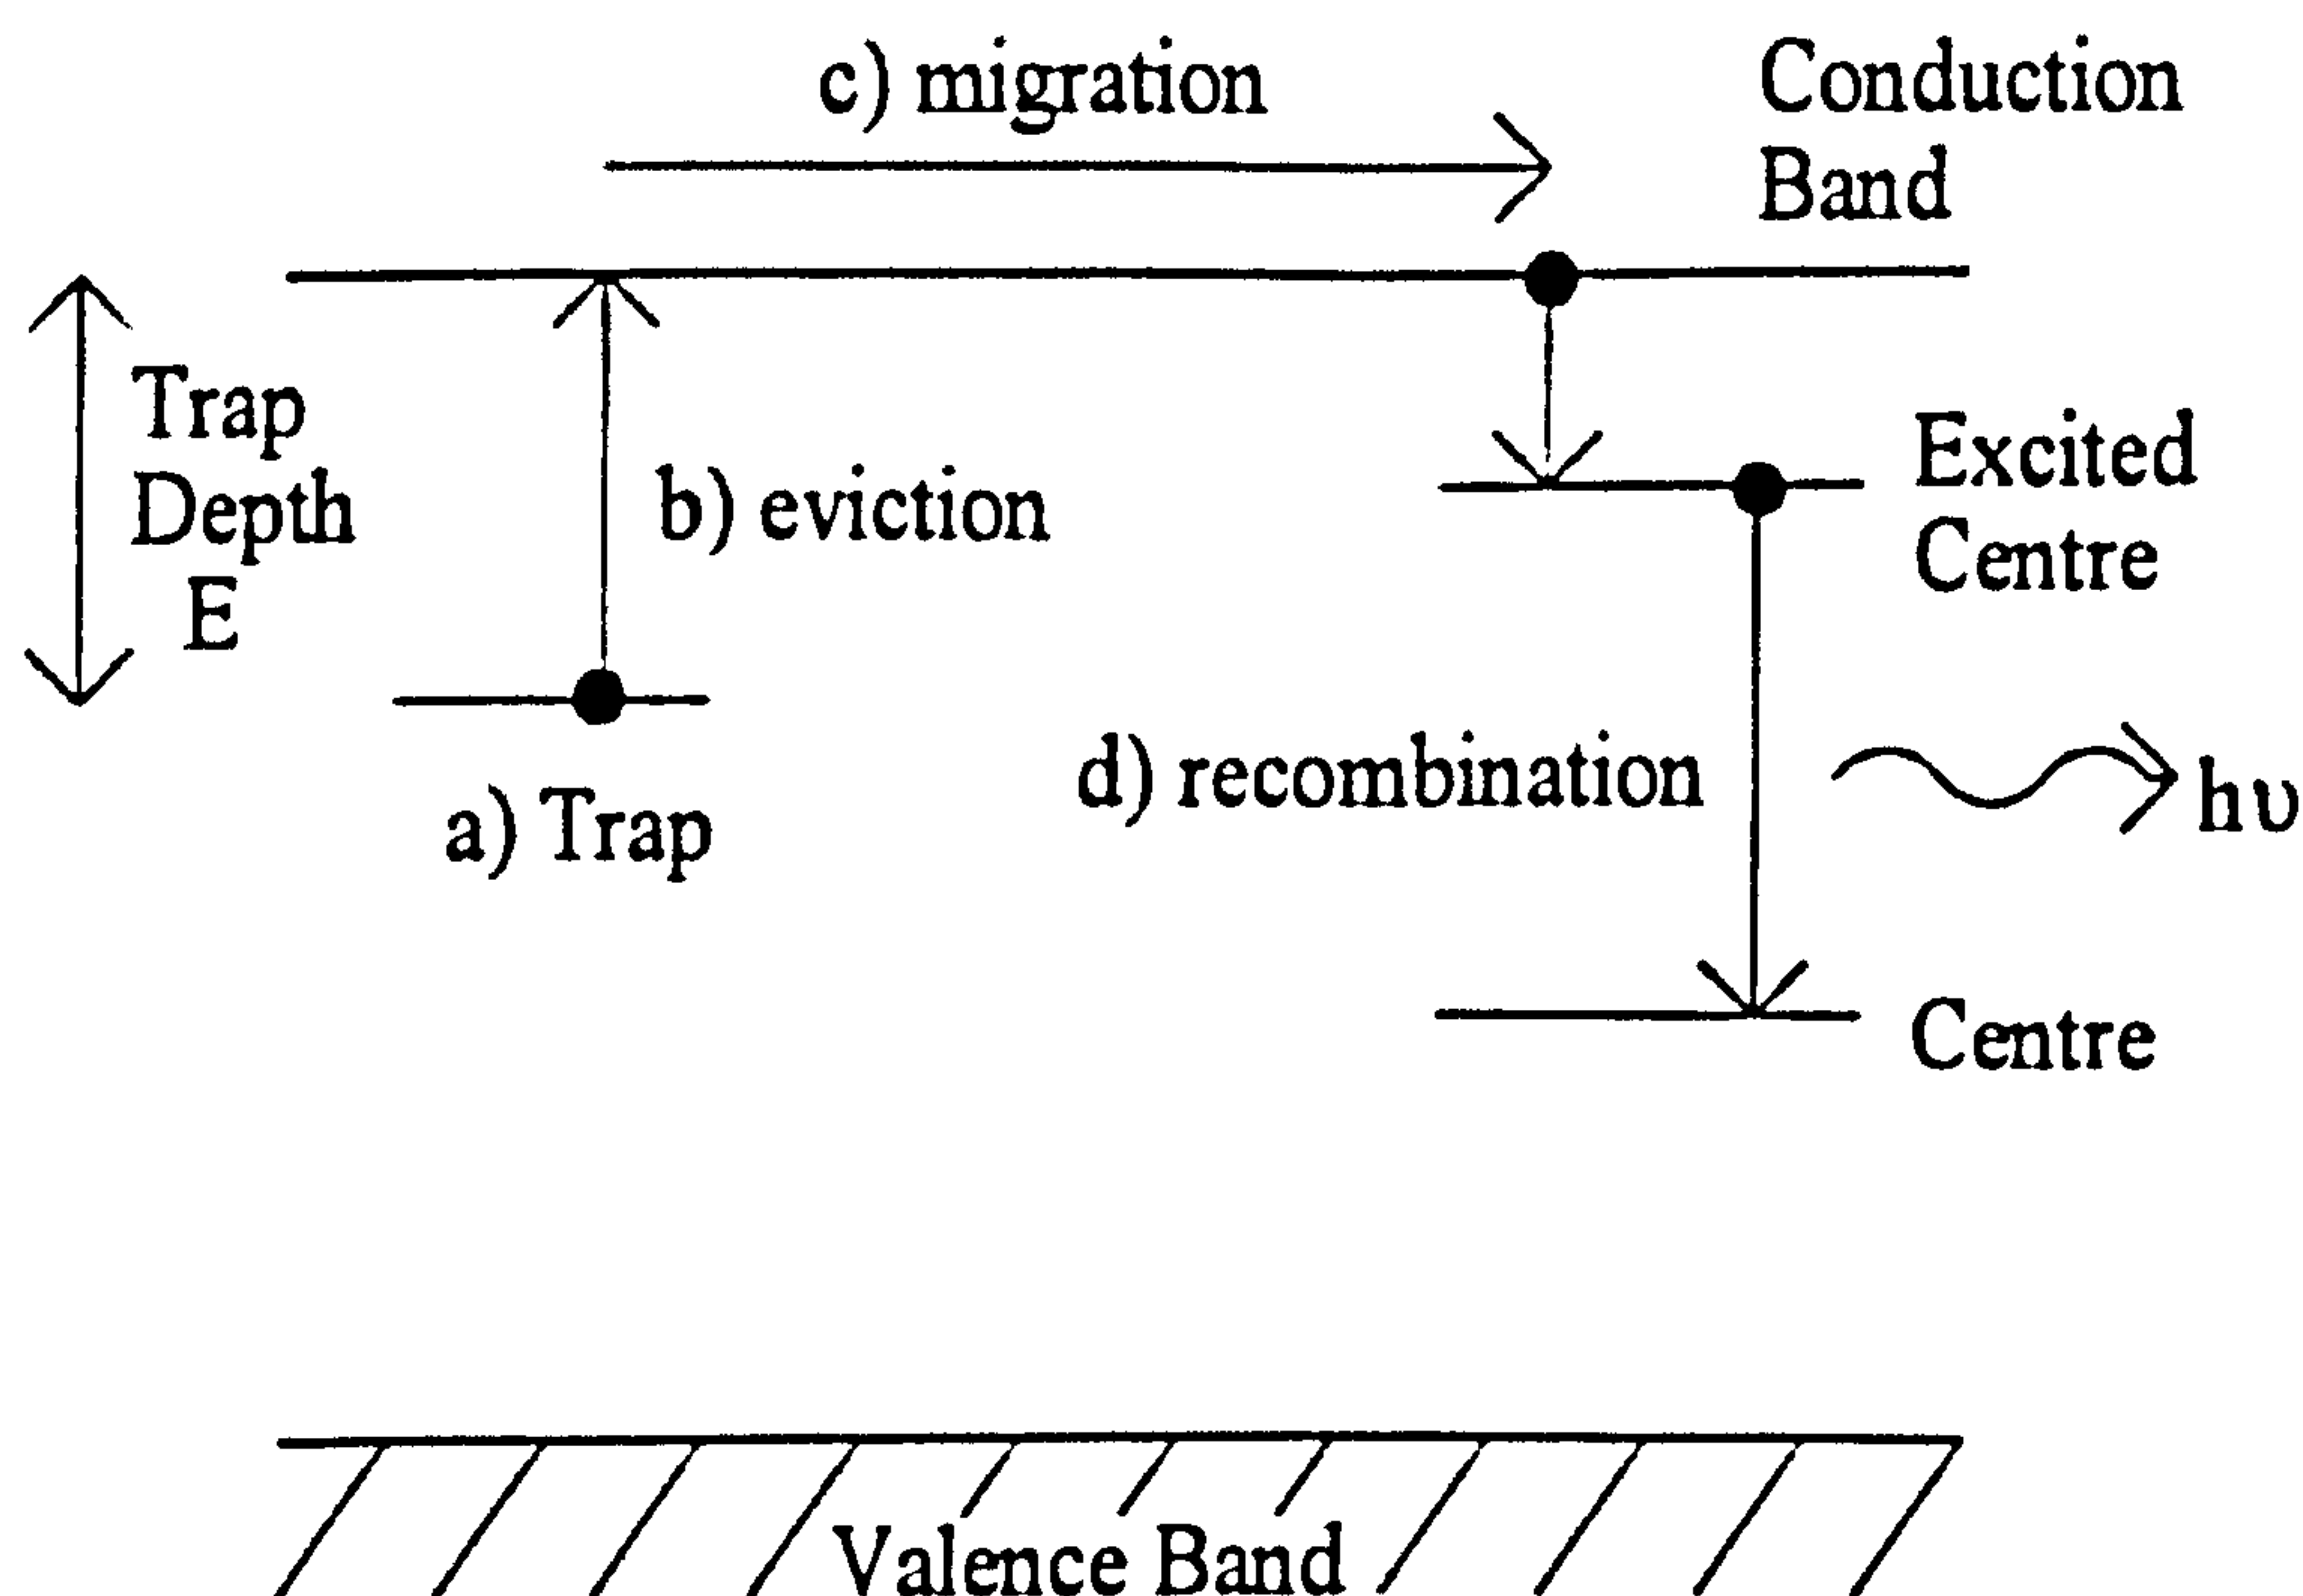 c) migration
Conduction
Band
Trap
Depth
E
b) eviction
Excited
Centre
a) Trap
d) recombination
hυ
Centre
Valence Band